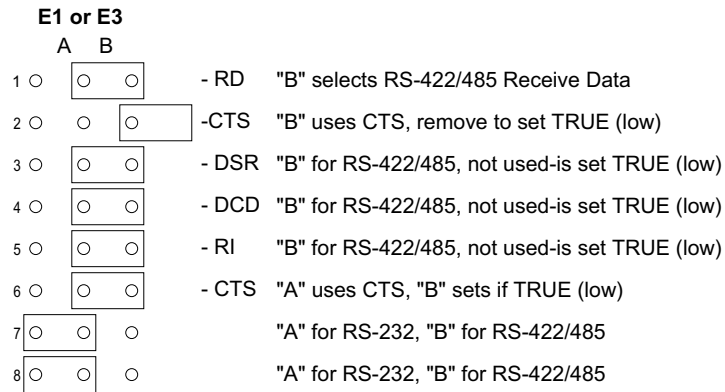 E1 or E3
A B
1 - RD "B" selects RS-422/485 Receive Data
2 -CTS "B" uses CTS, remove to set TRUE (low)
3 - DSR "B" for RS-422/485, not used-is set TRUE (low)
4 - DCD "B" for RS-422/485, not used-is set TRUE (low)
5 - RI "B" for RS-422/485, not used-is set TRUE (low)
6 - CTS "A" uses CTS, "B" sets if TRUE (low)
7 "A" for RS-232, "B" for RS-422/485
8 "A" for RS-232, "B" for RS-422/485